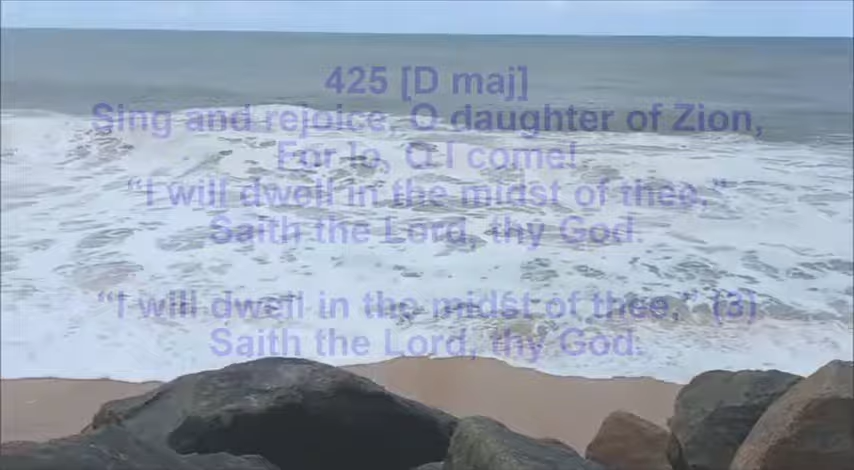 425 [D maj]
Sing and rejoice, O daughter of Zion,
For lo, O I come!
“I will dwell in the midst of thee.”
Saith the Lord, thy God.
“I will dwell in the midst of thee,” (3)
Saith the Lord, thy God.